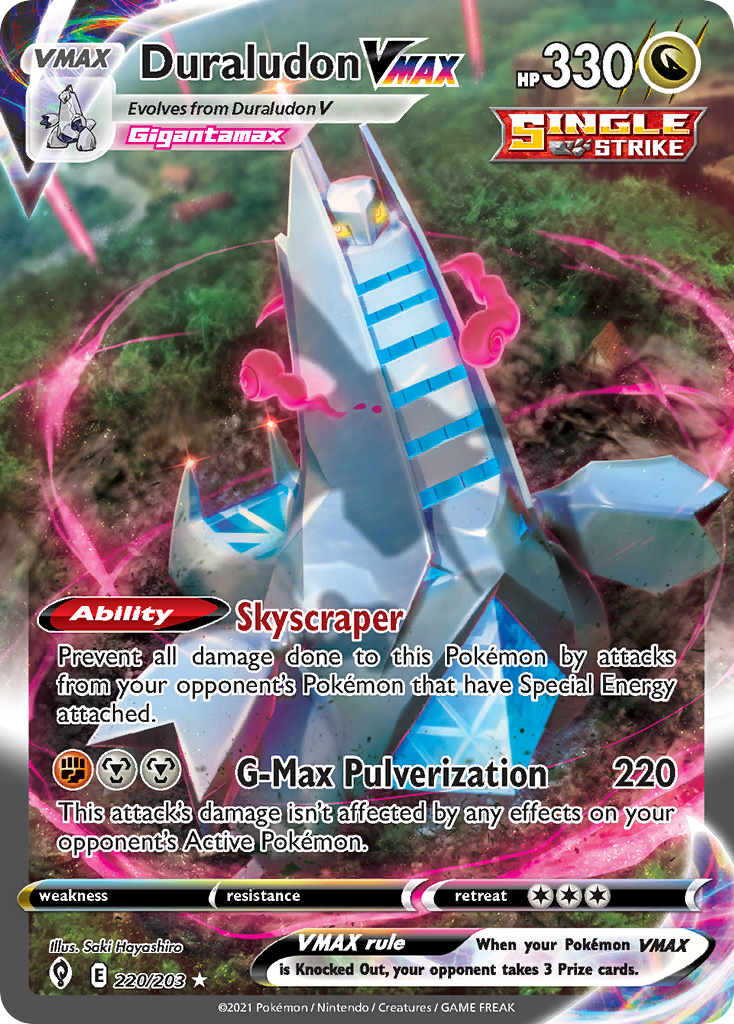 VMAX
Duraludon VMAX
HP 330
Evolves from Duraludon V
Gigantamax
SINGLE
STRIKE
Ability Skyscraper
Prevent all damage done to this Pokémon by attacks
from your opponent's Pokémon that have Special Energy
attached.
G-Max Pulverization 220
This attack's damage isn't affected by any effects on your
opponent's Active Pokémon.
weakness resistance retreat
Illus. Saki Hayashiro
E 220/203 ★
VMAX rule When your Pokémon VMAX
is Knocked Out, your opponent takes 3 Prize cards.
©2021 Pokémon / Nintendo / Creatures / GAME FREAK